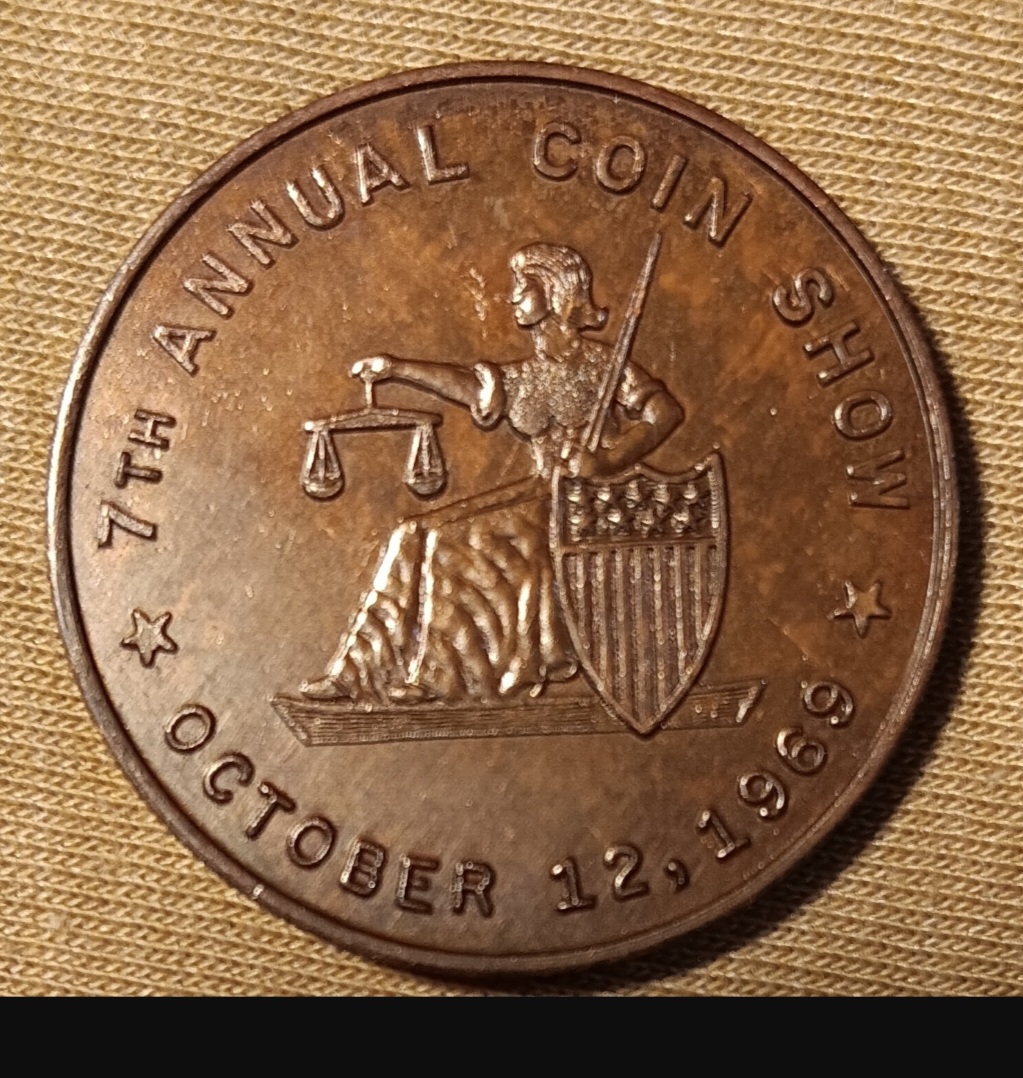 7TH ANNUAL COIN SHOW
OCTOBER 12, 1969